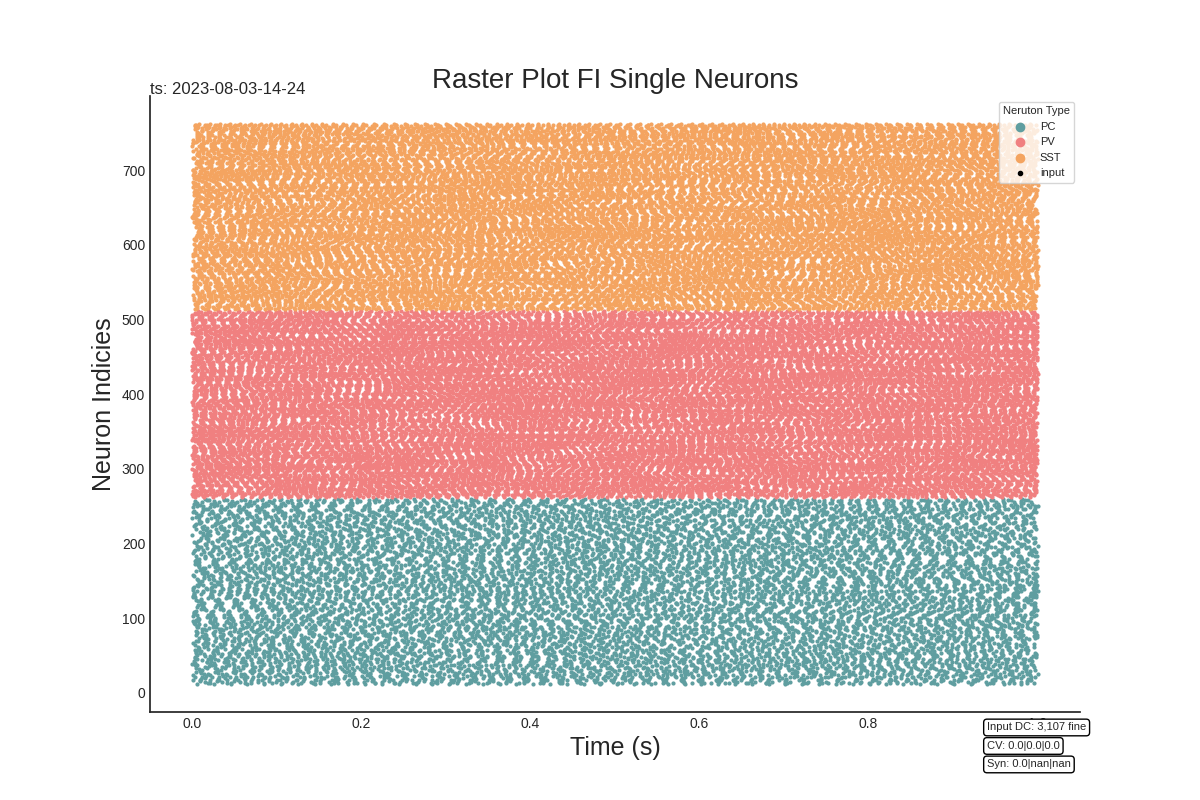 Raster Plot FI Single Neurons
ts: 2023-08-03-14-24
Neruton Type
PC
PV
SST
input
Neuron Indicies
700
600
500
400
300
200
100
0
0.0 0.2 0.4 0.6 0.8
Time (s)
Input DC: 3,107 fine
CV: 0.0|0.0|0.0
Syn: 0.0|nan|nan